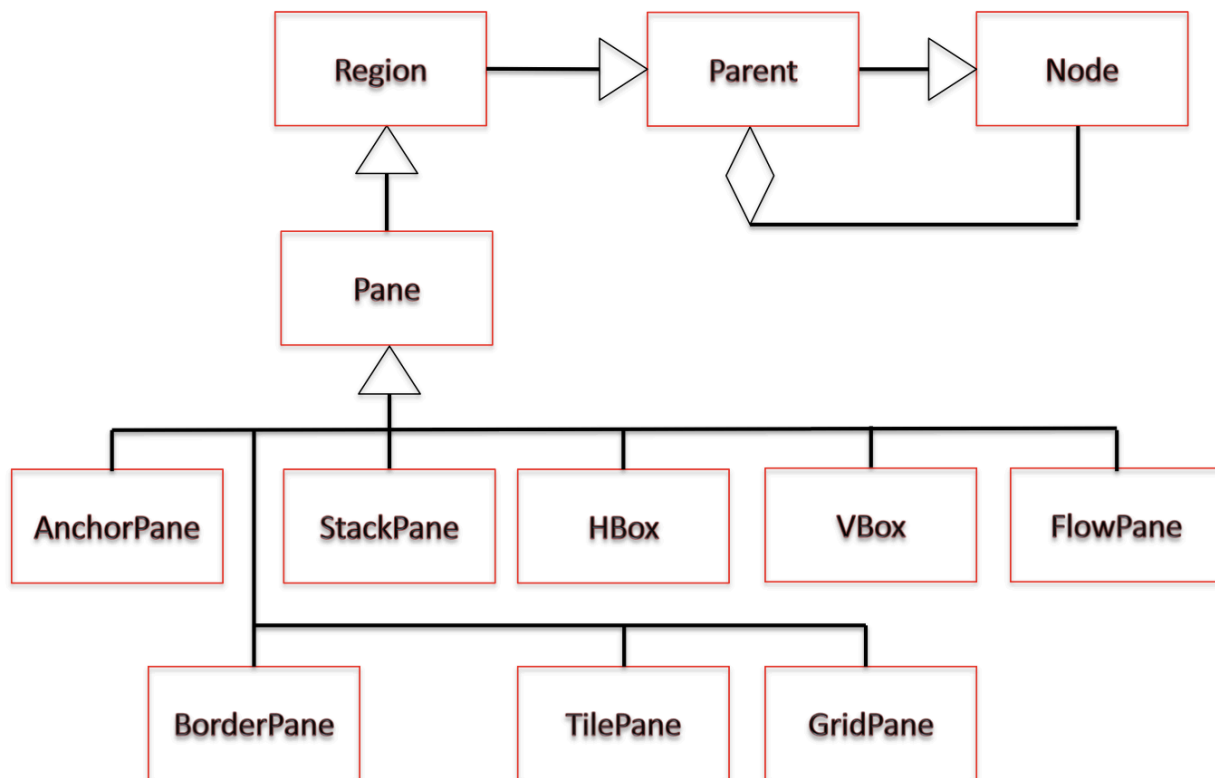 Region
Parent
Node
Pane
AnchorPane
StackPane
HBox
VBox
FlowPane
BorderPane
TilePane
GridPane